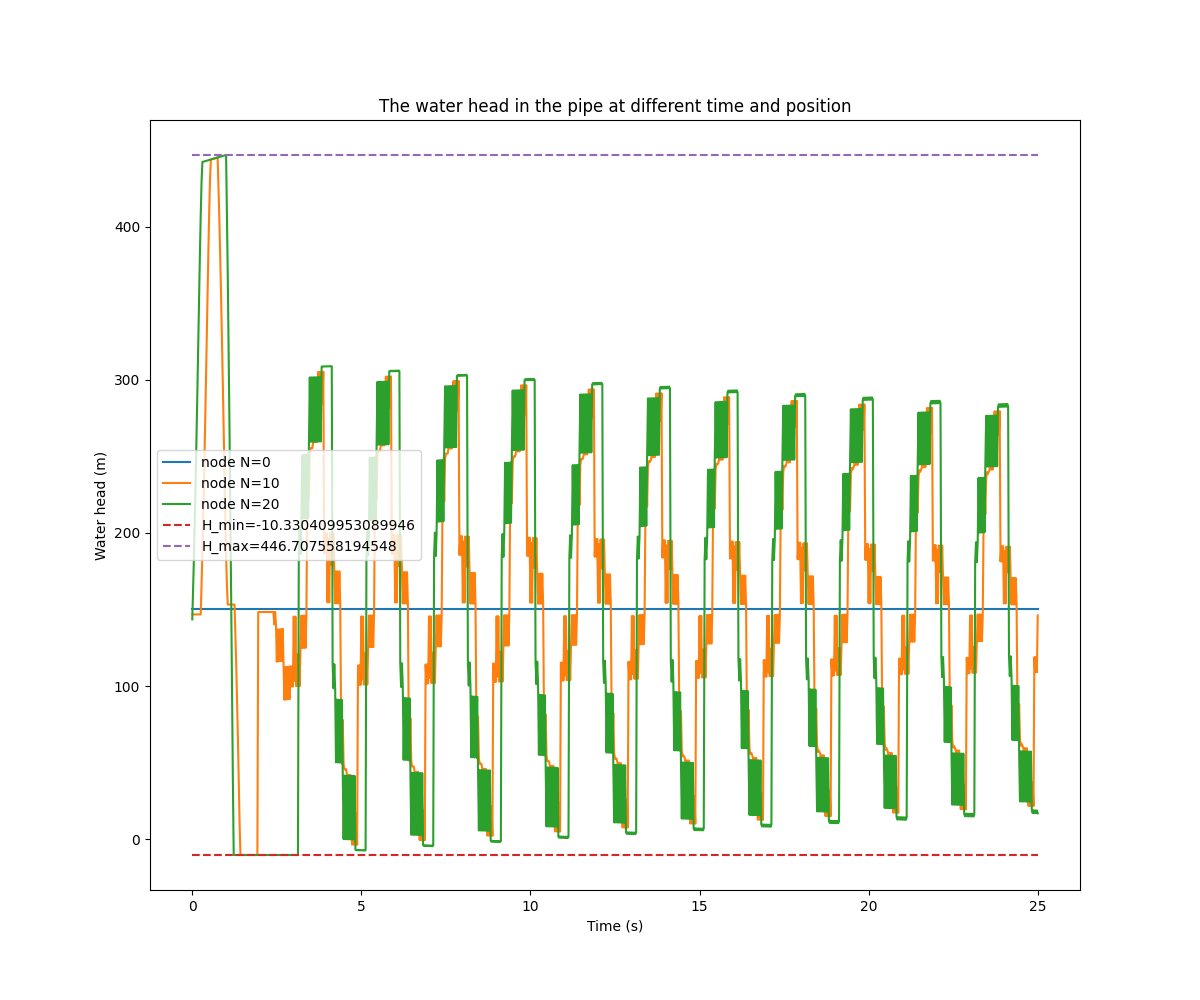 The water head in the pipe at different time and position
Water head (m)
400
300
200
100
0
node N=0
node N=10
node N=20
H_min=-10.330409953089946
H_max=446.707558194548
0
5
10
15
20
25
Time (s)